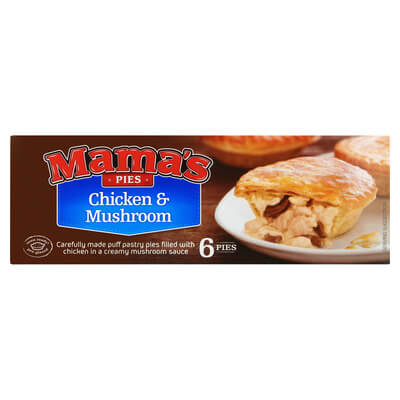 Mama's
PIES
Chicken &
Mushroom
Carefully made puff pastry pies filled with
chicken in a creamy mushroom sauce
6 PIES